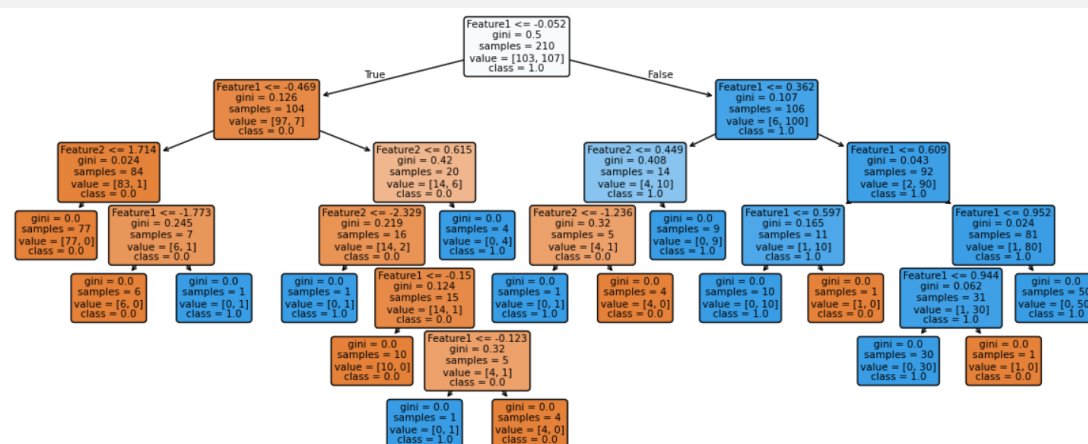 Feature1 <= -0.052
gini = 0.5
samples = 210
value = [103, 107]
class = 1.0
True
False
Feature1 <= -0.469
gini = 0.126
samples = 104
value = [97, 7]
class = 0.0
Feature1 <= 0.362
gini = 0.107
samples = 106
value = [6, 100]
class = 1.0
Feature2 <= 1.714
gini = 0.024
samples = 84
value = [83, 1]
class = 0.0
Feature2 <= 0.615
gini = 0.42
samples = 20
value = [14, 6]
class = 0.0
Feature2 <= 0.449
gini = 0.408
samples = 14
value = [4, 10]
class = 1.0
Feature1 <= 0.609
gini = 0.043
samples = 92
value = [2, 90]
class = 1.0
gini = 0.0
samples = 77
value = [77, 0]
class = 0.0
Feature1 <= -1.773
gini = 0.245
samples = 7
value = [6, 1]
class = 0.0
Feature2 <= -2.329
gini = 0.219
samples = 16
value = [14, 2]
class = 0.0
gini = 0.0
samples = 4
value = [0, 4]
class = 1.0
Feature2 <= -1.236
gini = 0.32
samples = 5
value = [4, 1]
class = 0.0
gini = 0.0
samples = 9
value = [0, 9]
class = 1.0
Feature1 <= 0.597
gini = 0.165
samples = 11
value = [1, 10]
class = 1.0
Feature1 <= 0.952
gini = 0.024
samples = 81
value = [1, 80]
class = 1.0
gini = 0.0
samples = 6
value = [6, 0]
class = 0.0
gini = 0.0
samples = 1
value = [0, 1]
class = 1.0
gini = 0.0
samples = 1
value = [0, 1]
class = 1.0
Feature1 <= -0.15
gini = 0.124
samples = 15
value = [14, 1]
class = 0.0
gini = 0.0
samples = 1
value = [0, 1]
class = 1.0
gini = 0.0
samples = 4
value = [4, 0]
class = 0.0
gini = 0.0
samples = 10
value = [0, 10]
class = 1.0
gini = 0.0
samples = 1
value = [1, 0]
class = 0.0
Feature1 <= 0.944
gini = 0.062
samples = 31
value = [1, 30]
class = 1.0
gini = 0.0
samples = 50
value = [0, 50
class = 1.0
gini = 0.0
samples = 10
value = [10, 0]
class = 0.0
Feature1 <= -0.123
gini = 0.32
samples = 5
value = [4, 1]
class = 0.0
gini = 0.0
samples = 30
value = [0, 30]
class = 1.0
gini = 0.0
samples = 1
value = [1, 0]
class = 0.0
gini = 0.0
samples = 1
value = [0, 1]
class = 1.0
gini = 0.0
samples = 4
value = [4, 0]
class = 0.0